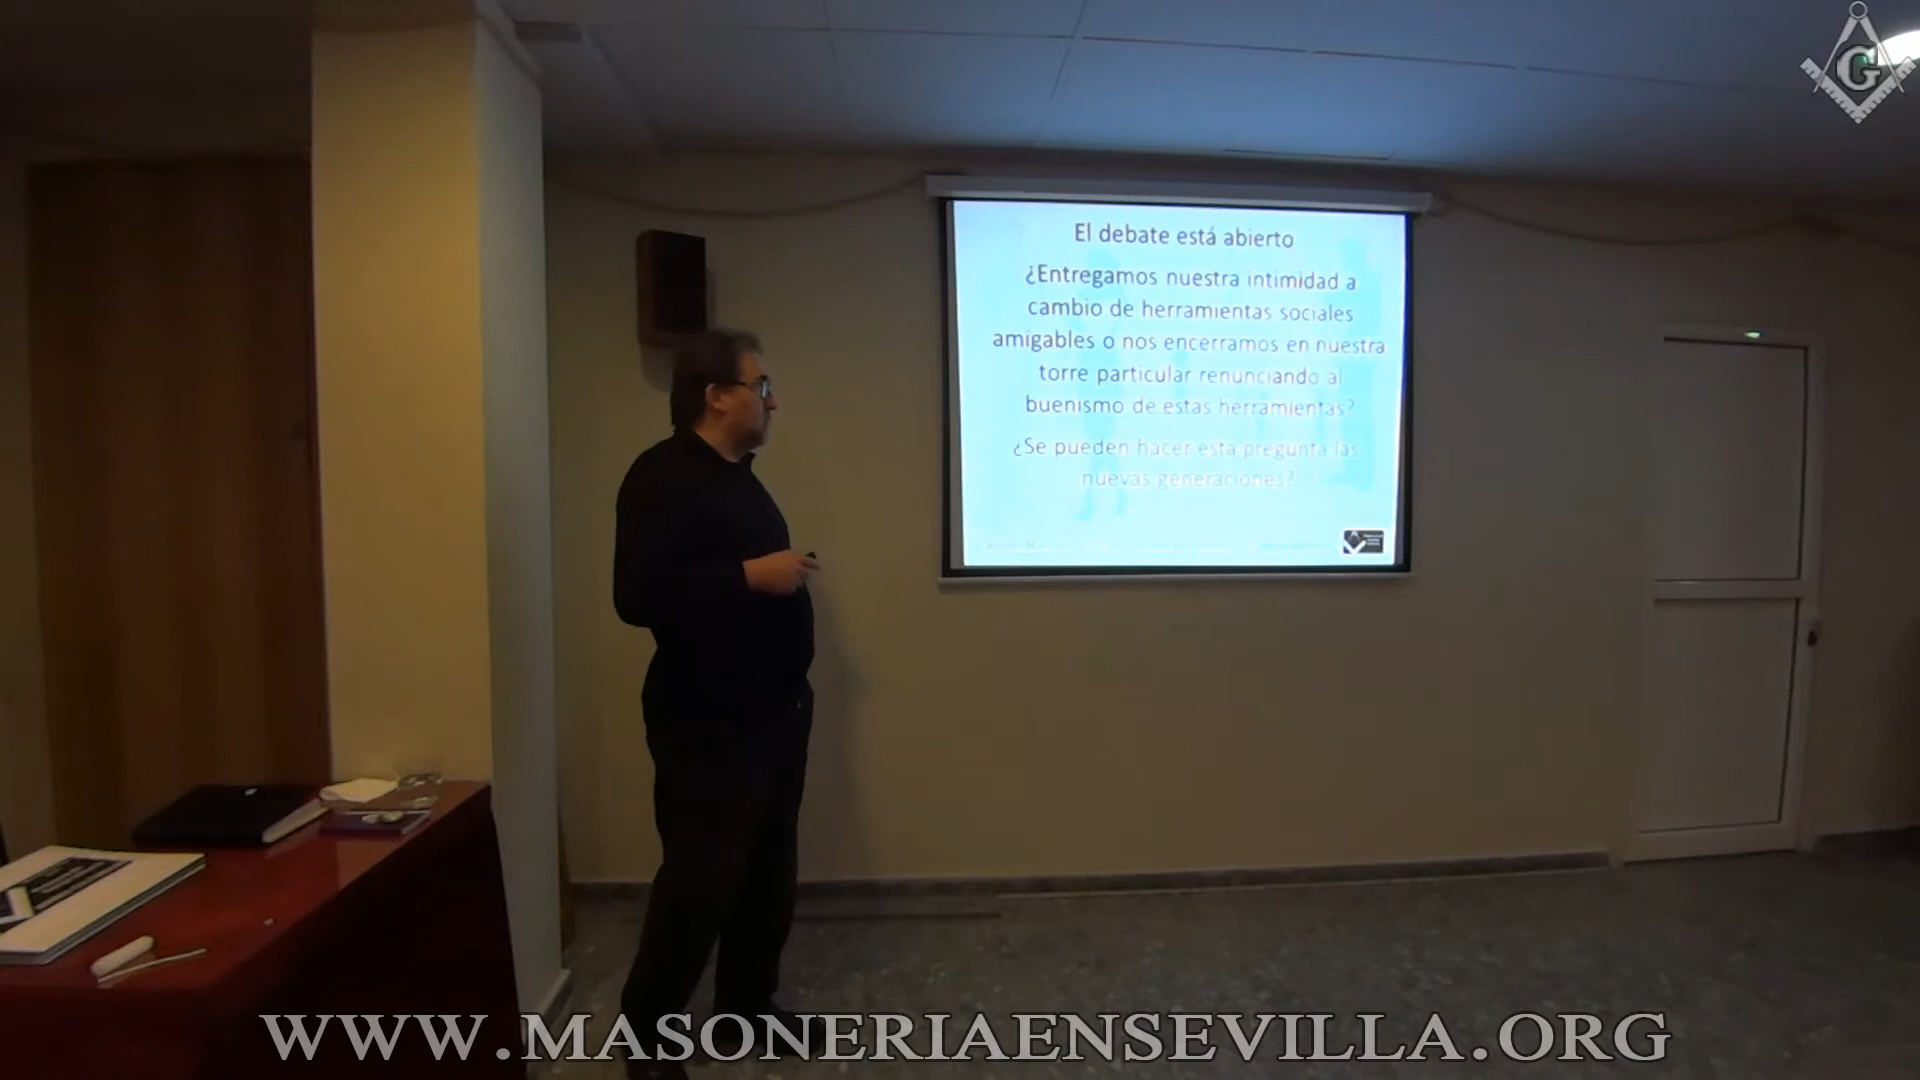 G
El debate está abierto
¿Entregamos nuestra intimidad a
cambio de herramientas sociales
amigables o nos encerramos en nuestra
torre particular renunciando al
buenismo de estas herramientas?
¿Se pueden hacer esta pregunta las
nuevas generaciones?
WWW.MASONERIAENSEVILLA.ORG